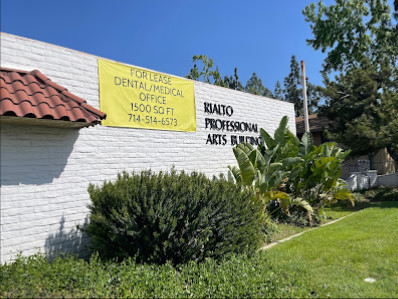 FOR LEASE
DENTAL/MEDICAL
OFFICE
1500 SQ FT
714-514-6573
RIALTO
PROFESSIONAL
ARTS BUILDING